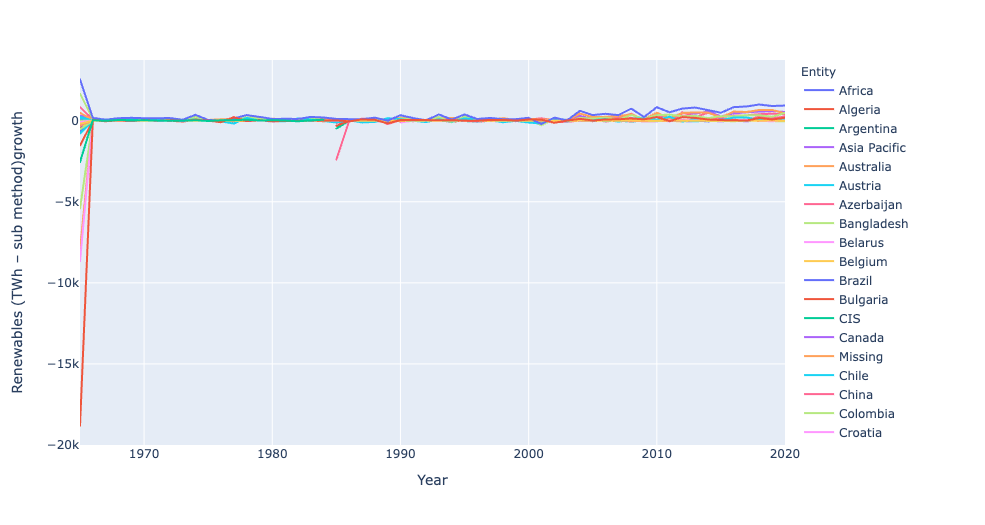 Renewables (TWh – sub method)growth
0
−5k
−10k
−15k
−20k
1970
1980
1990
2000
2010
2020
Year
Entity
Africa
Algeria
Argentina
Asia Pacific
Australia
Austria
Azerbaijan
Bangladesh
Belarus
Belgium
Brazil
Bulgaria
CIS
Canada
Missing
Chile
China
Colombia
Croatia